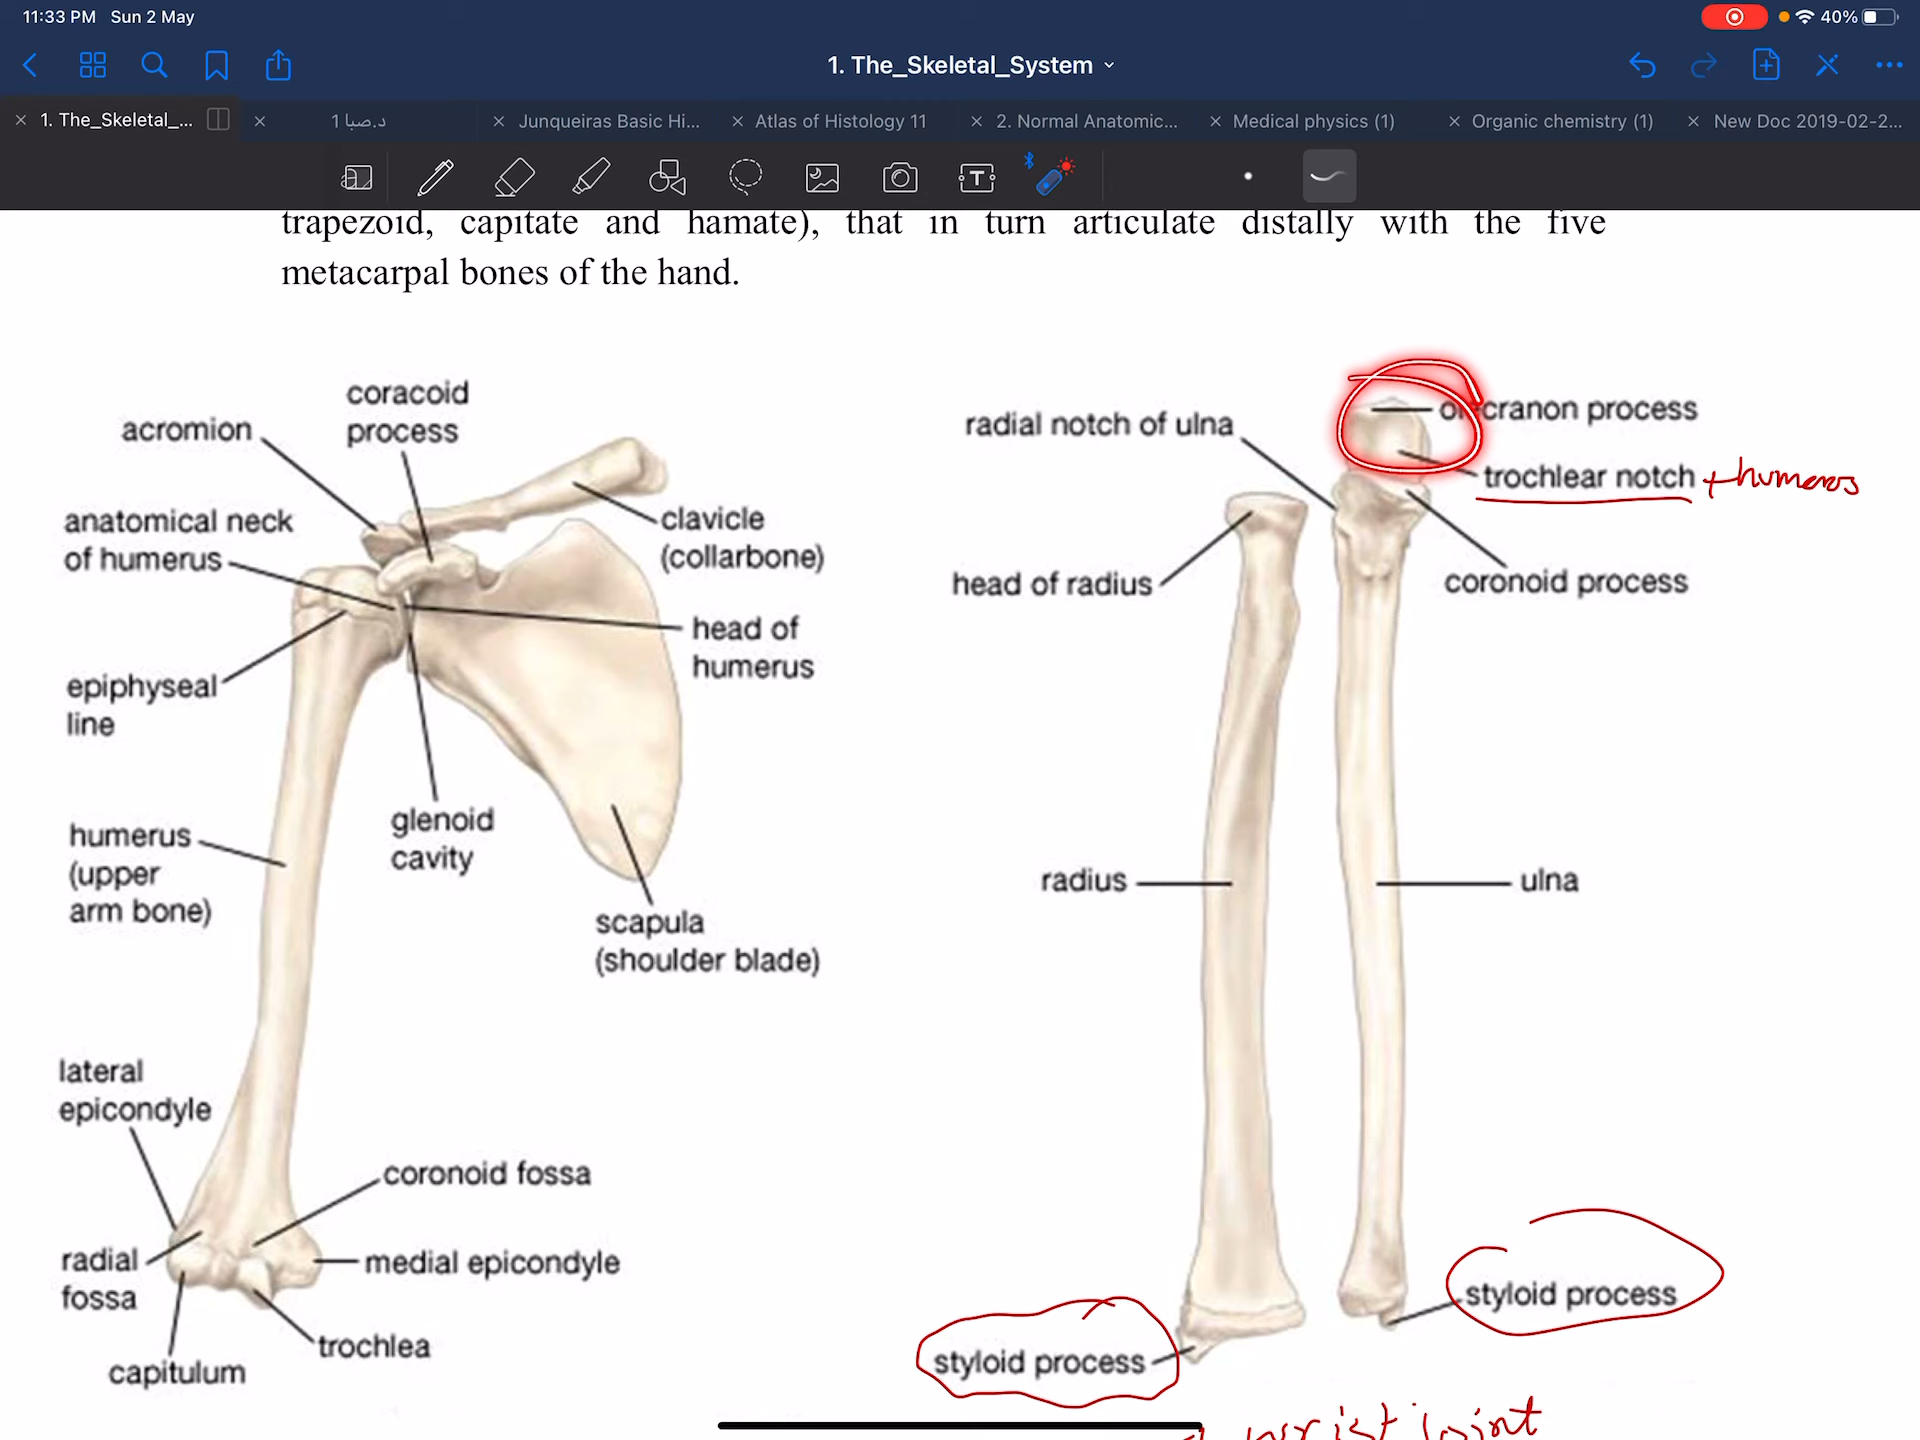 11:33 PM Sun 2 May
40%
1. The_Skeletal_System
1. The_Skeletal_...
د.صبا 1
Junqueiras Basic Hi...
Atlas of Histology 11
2. Normal Anatomic...
Medical physics (1)
Organic chemistry (1)
New Doc 2019-02-2...
trapezoid, capitate and hamate), that in turn articulate distally with the five
metacarpal bones of the hand.
coracoid
process
acromion
anatomical neck
of humerus
clavicle
(collarbone)
head of
humerus
epiphyseal
line
glenoid
cavity
humerus
(upper
arm bone)
scapula
(shoulder blade)
lateral
epicondyle
coronoid fossa
radial
fossa
medial epicondyle
trochlea
capitulum
radial notch of ulna
olecranon process
trochlear notch + humerus
head of radius
coronoid process
radius
ulna
styloid process
styloid process
wrist joint